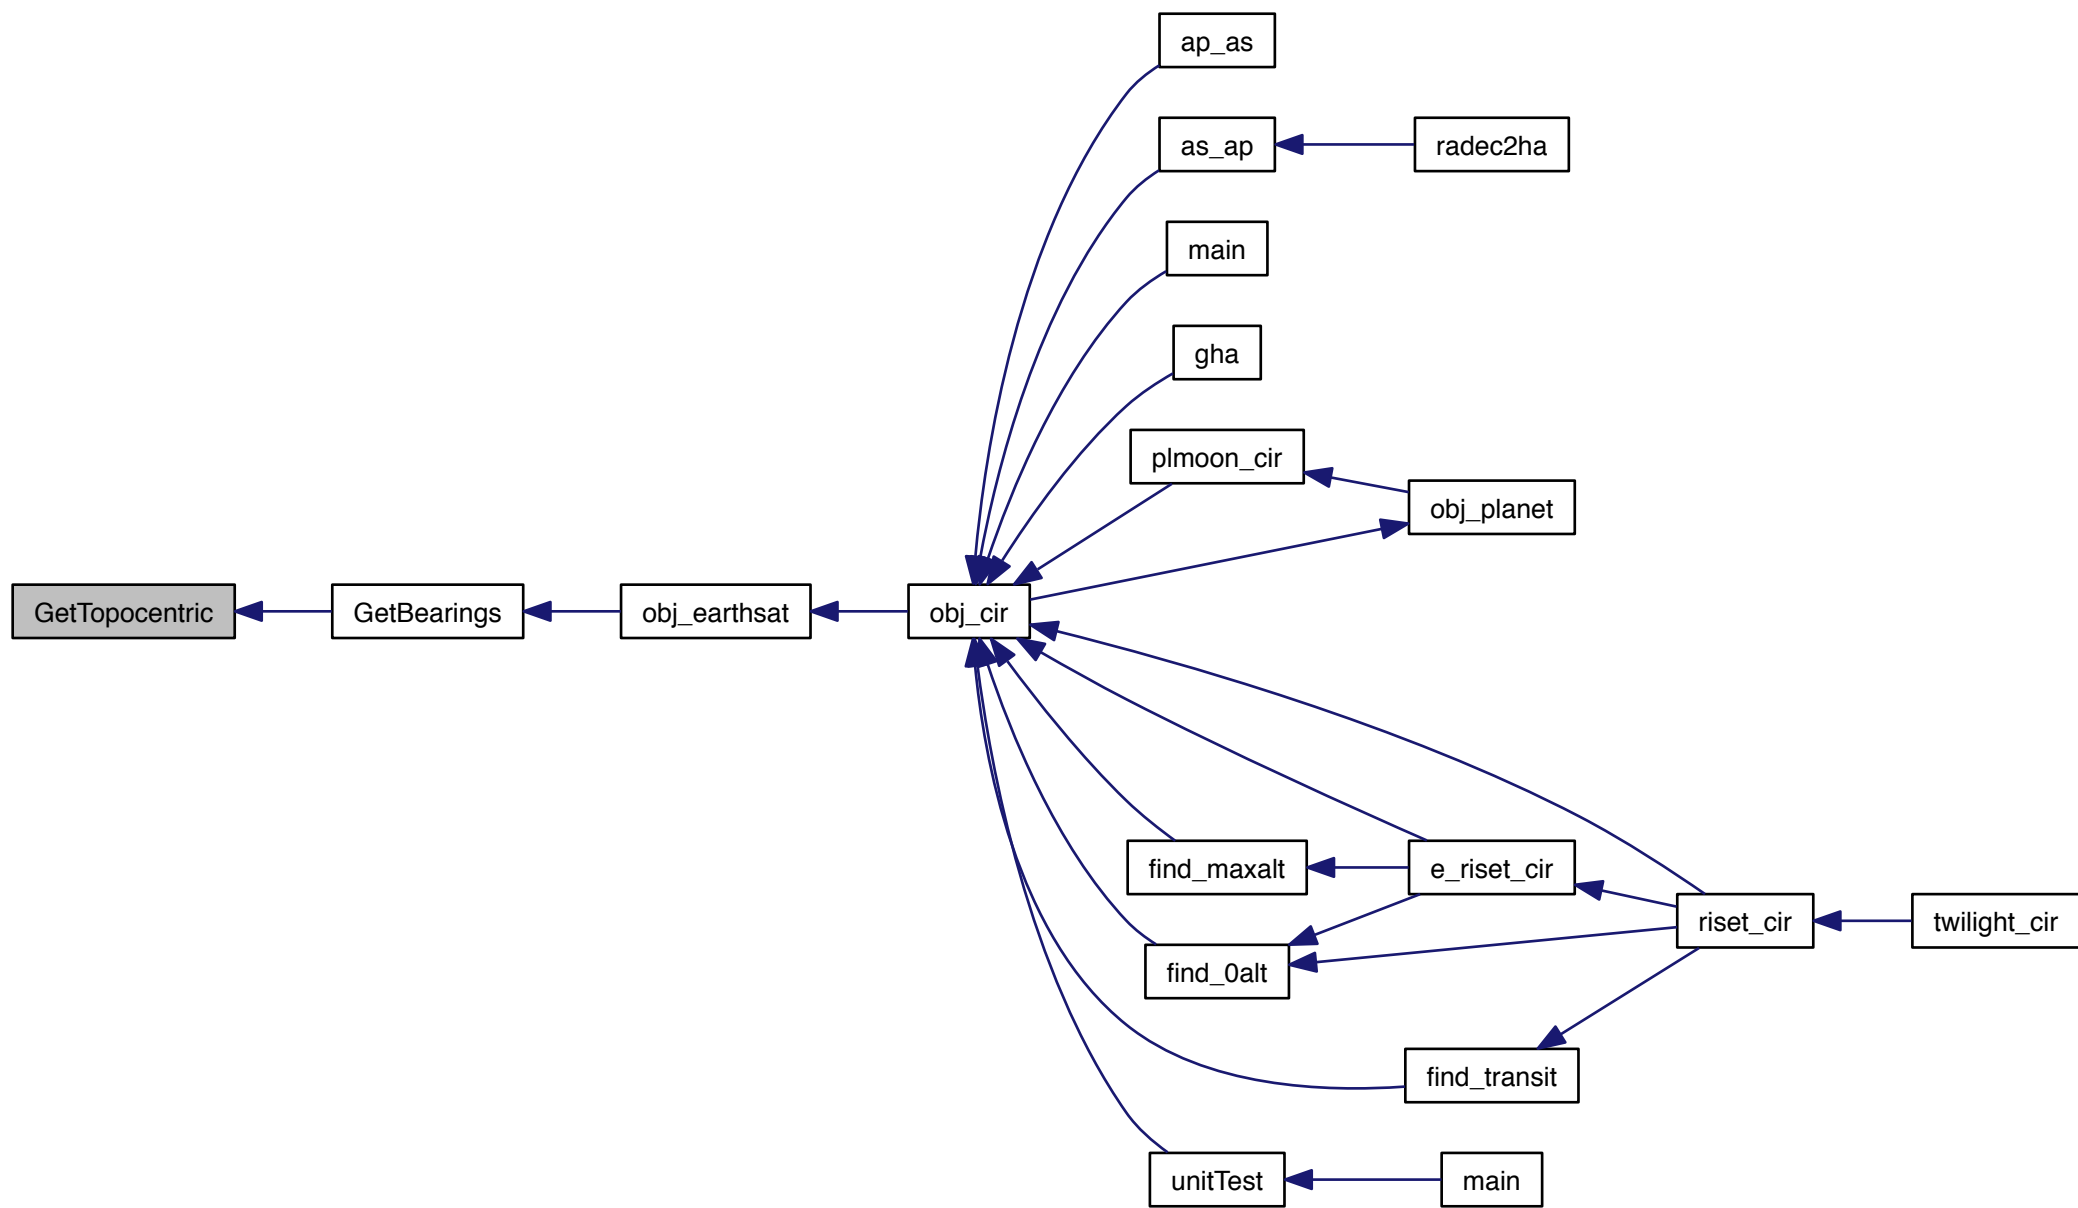 ap_as
as_ap
radec2ha
main
gha
plmoon_cir
obj_planet
GetTopocentric
GetBearings
obj_earthsat
obj_cir
find_maxalt
e_riset_cir
riset_cir
twilight_cir
find_0alt
find_transit
unitTest
main